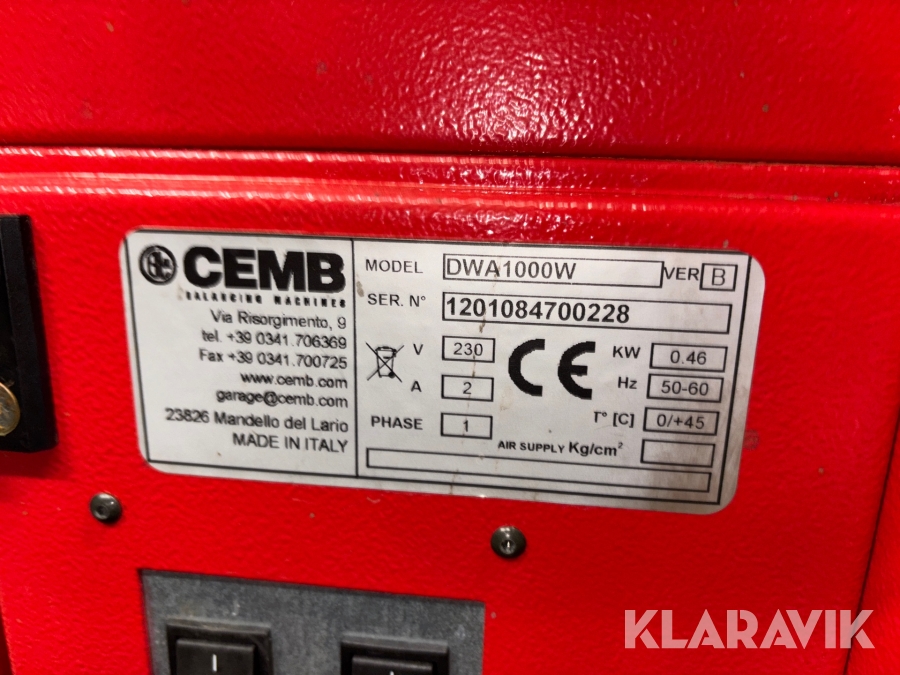 KLARAVIK
CEMB
BALANCING MACHINES
Via Risorgimento, 9
tel. +39 0341.706369
Fax +39 0341.700725
www.cemb.com
garage@cemb.com
23826 Mandello del Lario
MADE IN ITALY
MODEL DWA1000W VER B
SER. N° 1201084700228
V 230 CE KW 0.46
A 2 Hz 50-60
PHASE 1 T° [C] 0/+45
AIR SUPPLY Kg/cm²
KLARAVIK